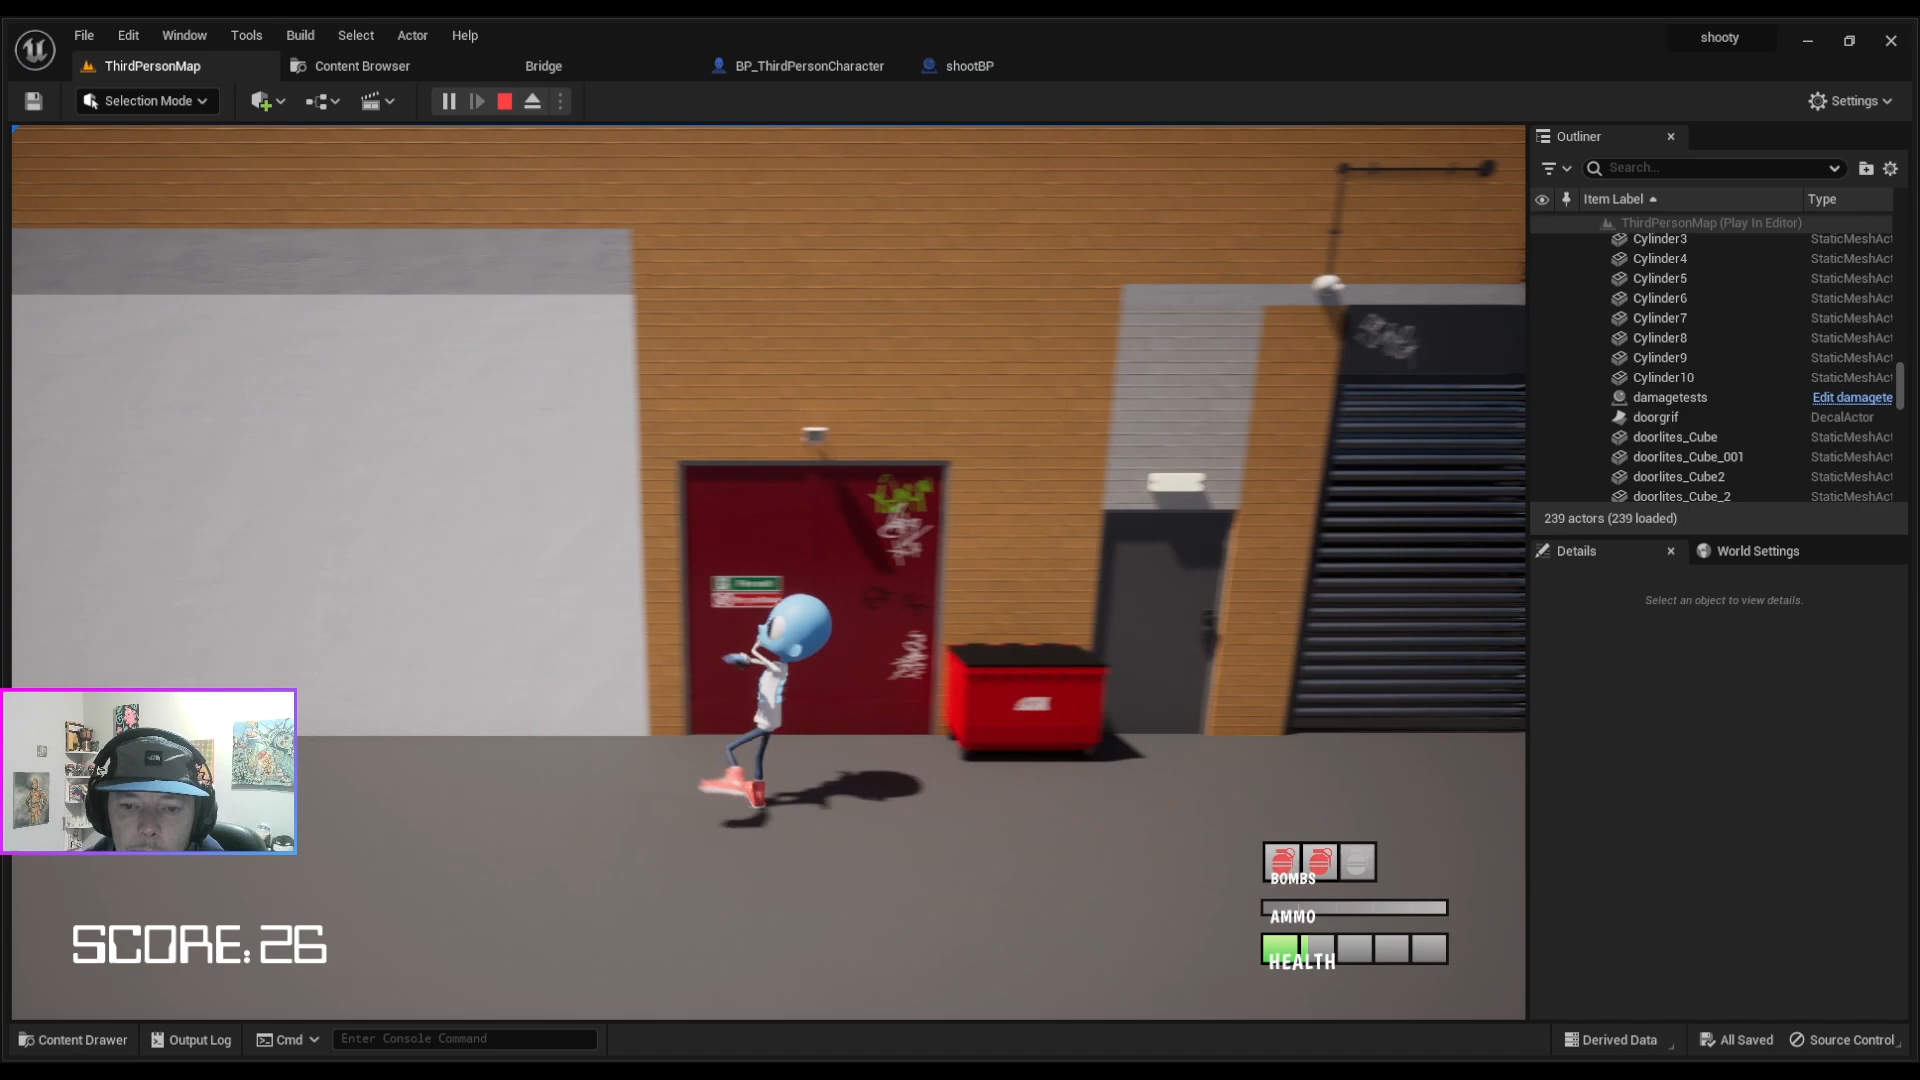 File Edit Window Tools Build Select Actor Help
shooty
ThirdPersonMap Content Browser Bridge BP_ThirdPersonCharacter shootBP
Selection Mode
Settings
Outliner
Search...
Item Label Type
ThirdPersonMap (Play In Editor)
Cylinder3 StaticMeshAct
Cylinder4 StaticMeshAct
Cylinder5 StaticMeshAct
Cylinder6 StaticMeshAct
Cylinder7 StaticMeshAct
Cylinder8 StaticMeshAct
Cylinder9 StaticMeshAct
Cylinder10 StaticMeshAct
damagetests Edit damagete
doorgrif DecalActor
doorlites_Cube StaticMeshAct
doorlites_Cube_001 StaticMeshAct
doorlites_Cube2 StaticMeshAct
doorlites_Cube_2 StaticMeshAct
239 actors (239 loaded)
Details World Settings
Select an object to view details.
BOMBS
AMMO
HEALTH
SCORE: 26
Content Drawer Output Log Cmd Enter Console Command
Derived Data All Saved Source Control